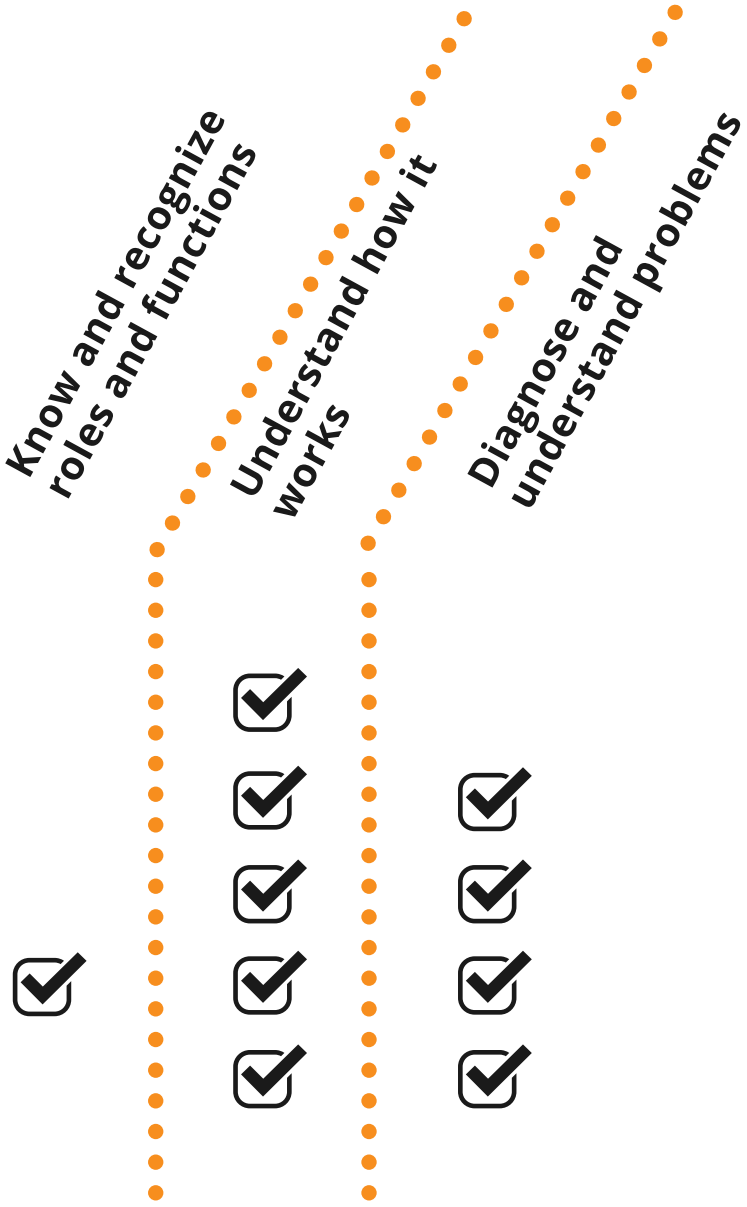 Know and recognize
roles and functions
Understand how it
works
Diagnose and
understand problems